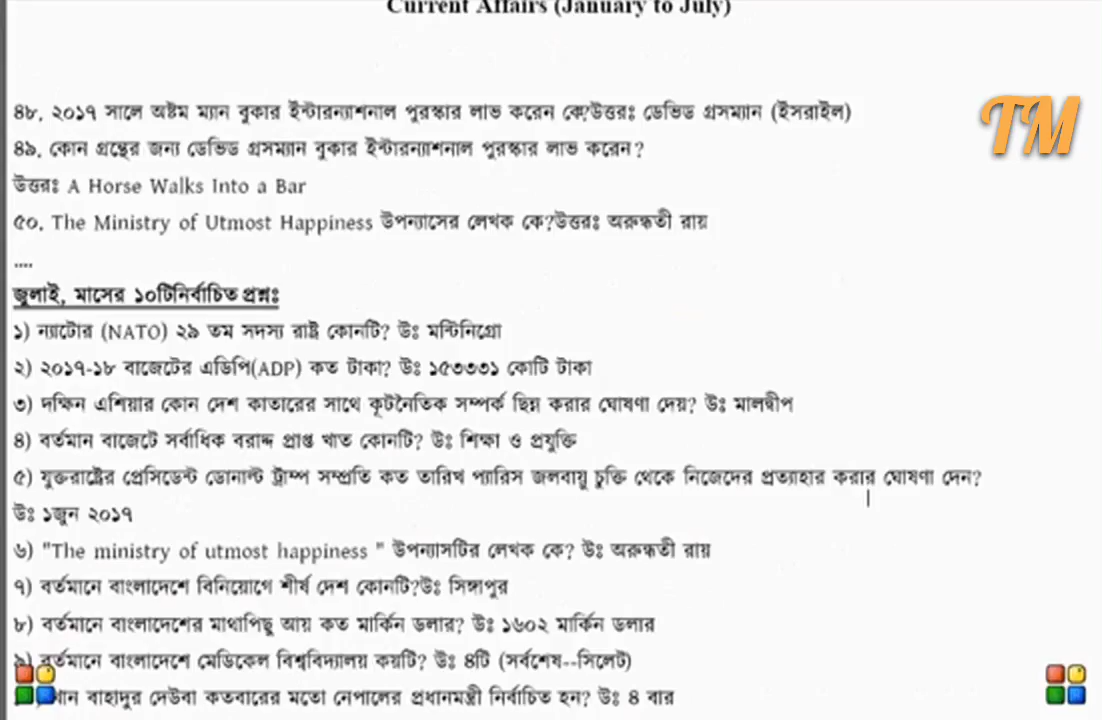 Current Affairs (January to July)
TM
৪৮. ২০১৭ সালে অষ্টম ম্যান বুকার ইন্টারন্যাশনাল পুরস্কার লাভ করেন কে?উত্তরঃ ডেভিড গ্রসম্যান (ইসরাইল)
৪৯. কোন গ্রন্থের জন্য ডেভিড গ্রসম্যান বুকার ইন্টারন্যাশনাল পুরস্কার লাভ করেন?
উত্তরঃ A Horse Walks Into a Bar
৫০. The Ministry of Utmost Happiness উপন্যাসের লেখক কে?উত্তরঃ অরুন্ধতী রায়
....
জুলাই, মাসের ১০টিনির্বাচিত প্রশ্নঃ
১) ন্যাটোর (NATO) ২৯ তম সদস্য রাষ্ট্র কোনটি? উঃ মন্টিনিগ্রো
২) ২০১৭-১৮ বাজেটের এডিপি(ADP) কত টাকা? উঃ ১৫৩৩৩১ কোটি টাকা
৩) দক্ষিন এশিয়ার কোন দেশ কাতারের সাথে কূটনৈতিক সম্পর্ক ছিন্ন করার ঘোষণা দেয়? উঃ মালদ্বীপ
৪) বর্তমান বাজেটে সর্বাধিক বরাদ্দ প্রাপ্ত খাত কোনটি? উঃ শিক্ষা ও প্রযুক্তি
৫) যুক্তরাষ্ট্রের প্রেসিডেন্ট ডোনাল্ট ট্রাম্প সম্প্রতি কত তারিখ প্যারিস জলবায়ু চুক্তি থেকে নিজেদের প্রত্যাহার করার ঘোষণা দেন?
উঃ ১জুন ২০১৭
৬) "The ministry of utmost happiness " উপন্যাসটির লেখক কে? উঃ অরুন্ধতী রায়
৭) বর্তমানে বাংলাদেশে বিনিয়োগে শীর্ষ দেশ কোনটি?উঃ সিঙ্গাপুর
৮) বর্তমানে বাংলাদেশের মাথাপিছু আয় কত মার্কিন ডলার? উঃ ১৬০২ মার্কিন ডলার
৯) বর্তমানে বাংলাদেশে মেডিকেল বিশ্ববিদ্যালয় কয়টি? উঃ ৪টি (সর্বশেষ--সিলেট)
বাহাদুর দেউবা কতবারের মতো নেপালের প্রধানমন্ত্রী নির্বাচিত হন? উঃ ৪ বার